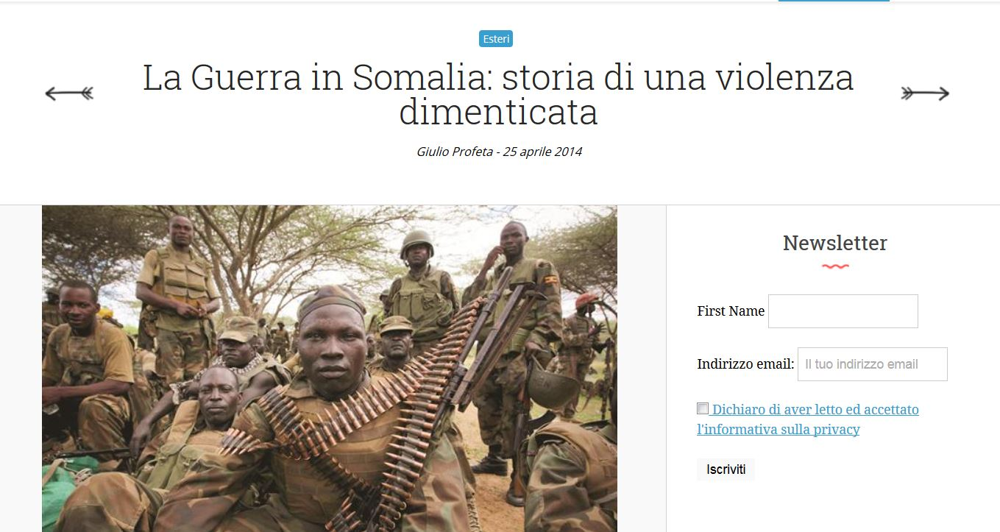 Esteri
La Guerra in Somalia: storia di una violenza
dimenticata
Giulio Profeta - 25 aprile 2014
Newsletter
First Name
Indirizzo email: Il tuo indirizzo email
Dichiaro di aver letto ed accettato
l'informativa sulla privacy
Iscriviti